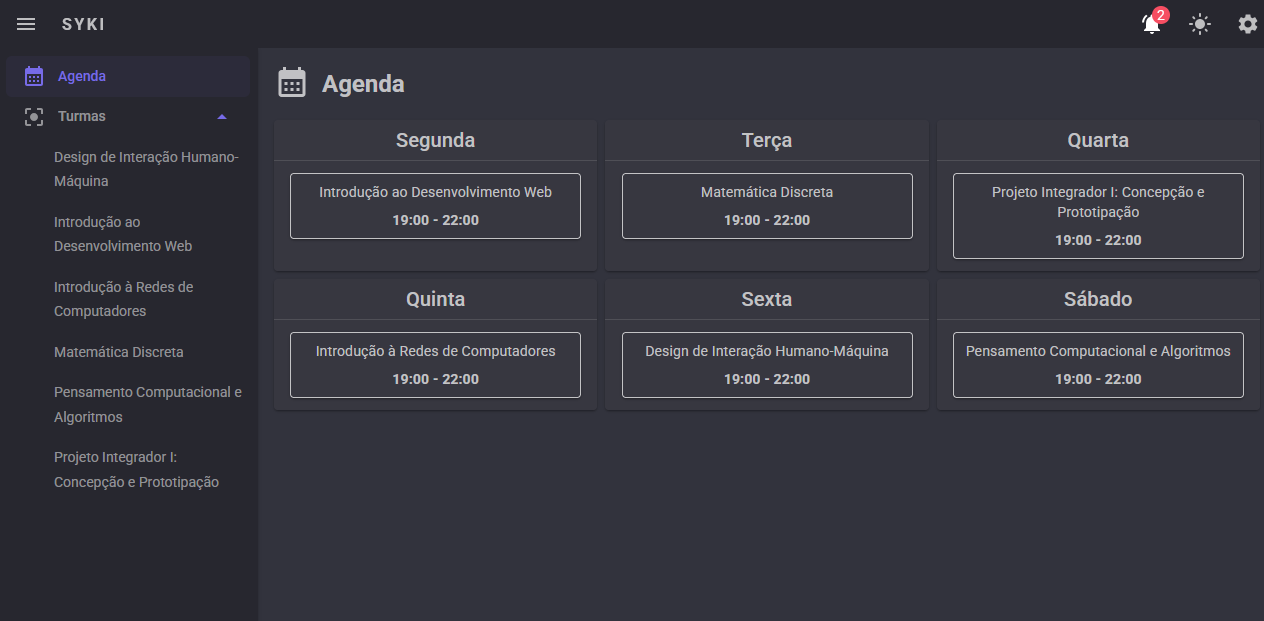 SYKI
2
Agenda
Turmas
Design de Interação Humano-
Máquina
Introdução ao
Desenvolvimento Web
Introdução à Redes de
Computadores
Matemática Discreta
Pensamento Computacional e
Algoritmos
Projeto Integrador I:
Concepção e Prototipação
Agenda
Segunda
Introdução ao Desenvolvimento Web
19:00 - 22:00
Terça
Matemática Discreta
19:00 - 22:00
Quarta
Projeto Integrador I: Concepção e
Prototipação
19:00 - 22:00
Quinta
Introdução à Redes de Computadores
19:00 - 22:00
Sexta
Design de Interação Humano-Máquina
19:00 - 22:00
Sábado
Pensamento Computacional e Algoritmos
19:00 - 22:00